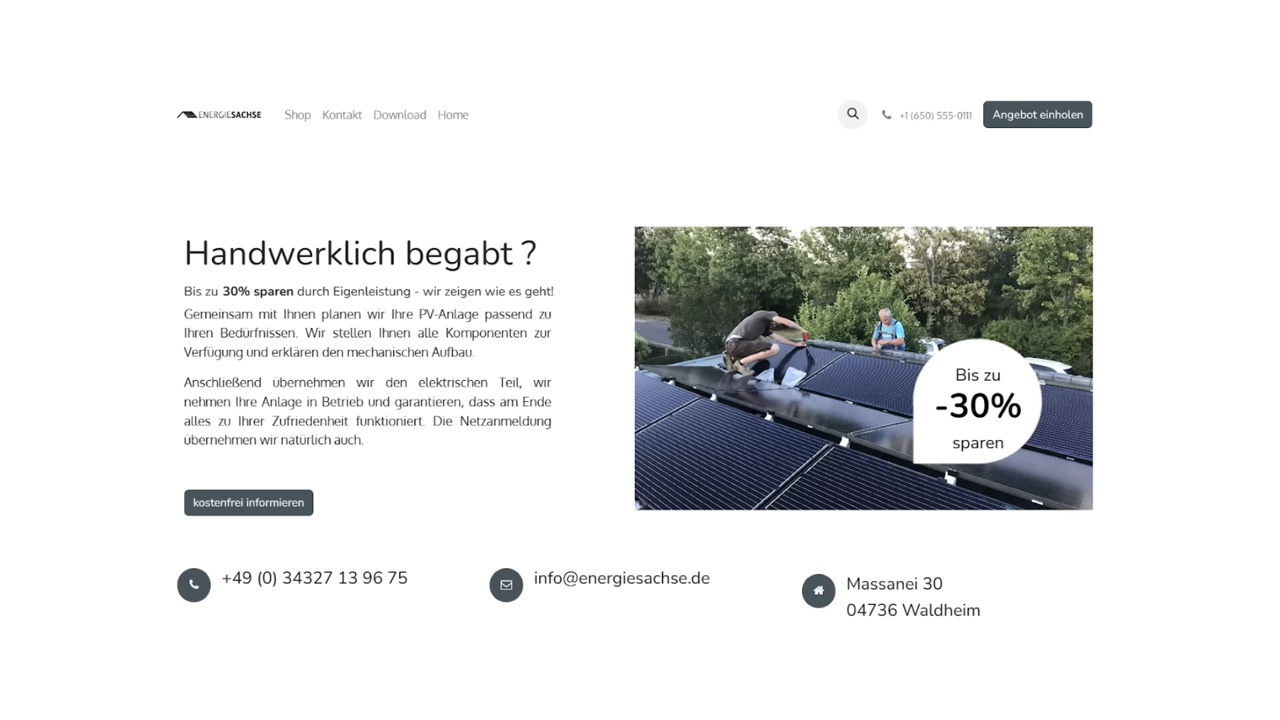 ENERGIESACHSE Shop Kontakt Download Home +1 (650) 555-0111 Angebot einholen
Handwerklich begabt ?
Bis zu 30% sparen durch Eigenleistung - wir zeigen wie es geht!
Gemeinsam mit Ihnen planen wir Ihre PV-Anlage passend zu
Ihren Bedürfnissen. Wir stellen Ihnen alle Komponenten zur
Verfügung und erklären den mechanischen Aufbau.
Anschließend übernehmen wir den elektrischen Teil, wir
nehmen Ihre Anlage in Betrieb und garantieren, dass am Ende
alles zu Ihrer Zufriedenheit funktioniert. Die Netzanmeldung
übernehmen wir natürlich auch.
kostenfrei informieren
Bis zu
-30%
sparen
+49 (0) 34327 13 96 75
info@energiesachse.de
Massanei 30
04736 Waldheim